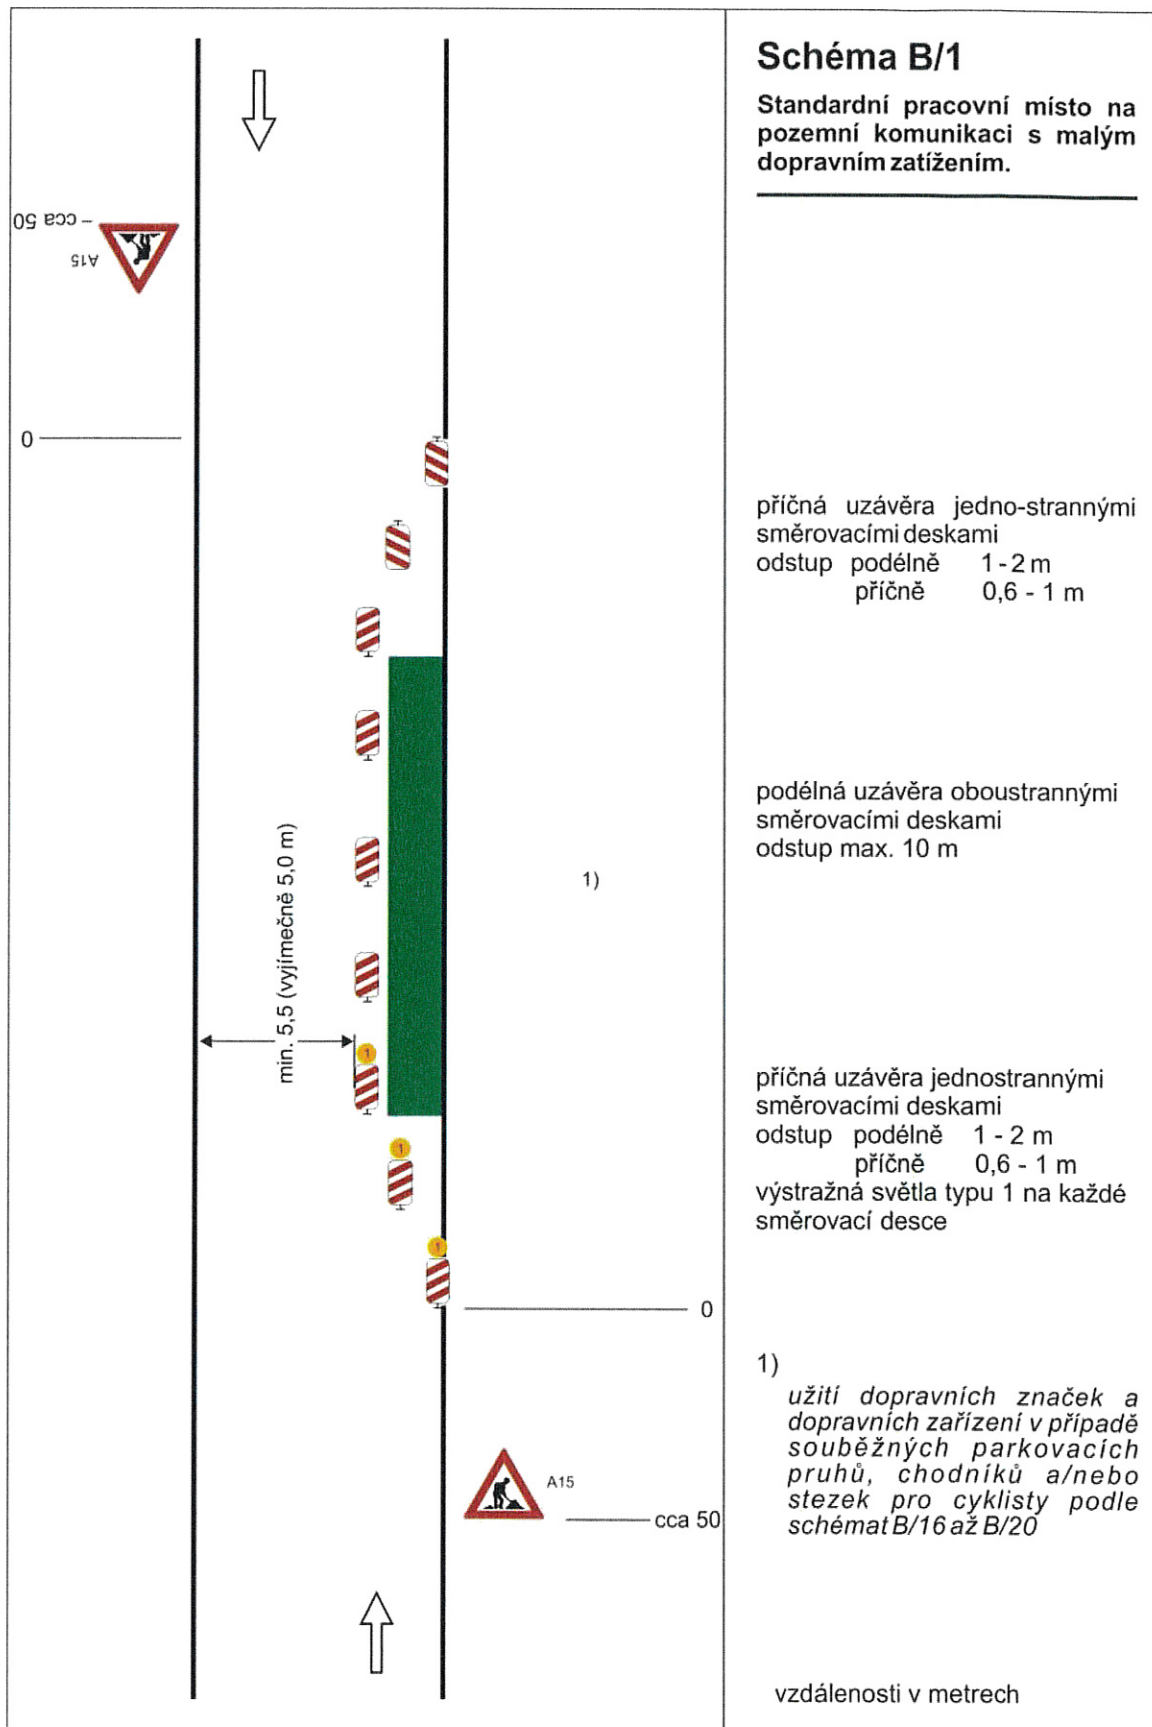 Schéma B/1
Standardní pracovní místo na
pozemní komunikaci s malým
dopravním zatížením.
cca 50
A15
0
příčná uzávěra jedno-strannými
směrovacími deskami
odstup podélně 1 - 2 m
příčně 0,6 - 1 m
podélná uzávěra oboustrannými
směrovacími deskami
odstup max. 10 m
1)
min. 5,5 (vyjímečně 5,0 m)
1
1
1
příčná uzávěra jednostrannými
směrovacími deskami
odstup podélně 1 - 2 m
příčně 0,6 - 1 m
výstražná světla typu 1 na každé
směrovací desce
0
A15
cca 50
1)
užití dopravních značek a
dopravních zařízení v případě
souběžných parkovacích
pruhů, chodníků a/nebo
stezek pro cyklisty podle
schémat B/16 až B/20
vzdálenosti v metrech